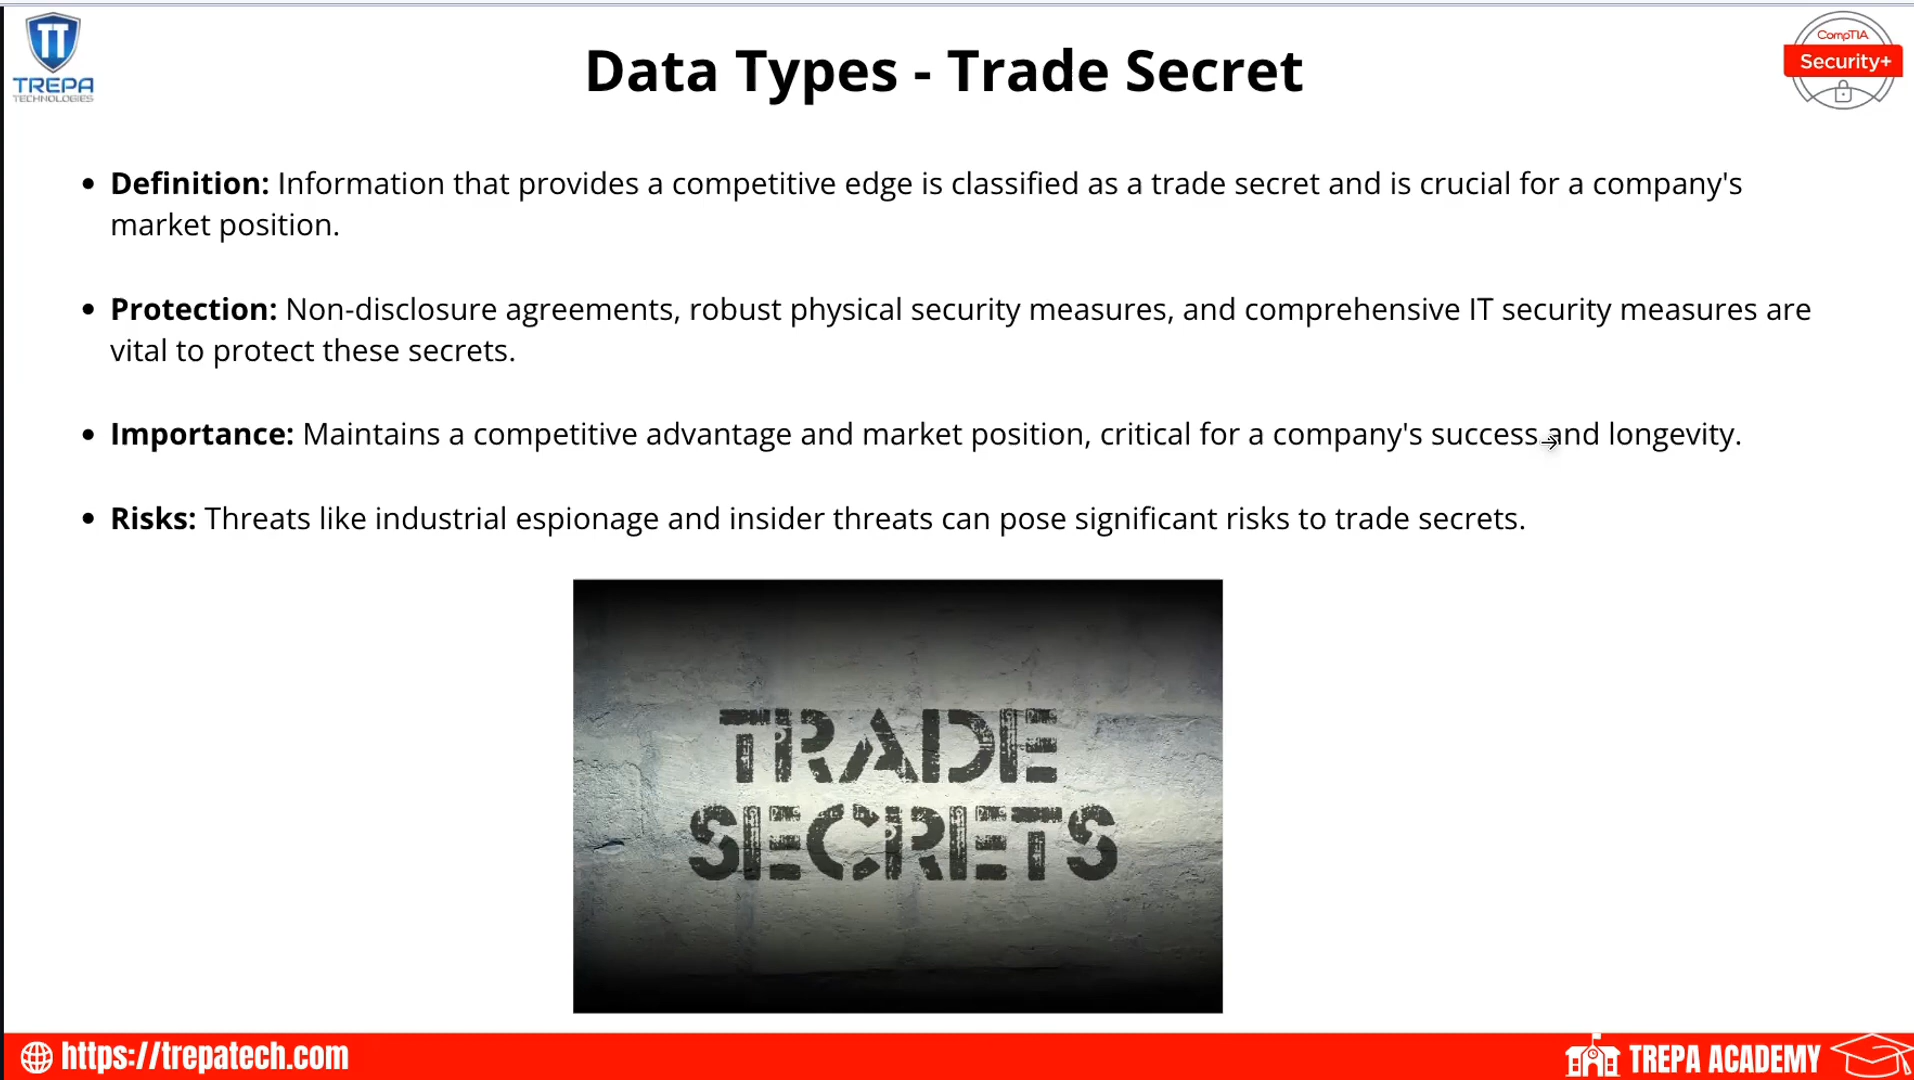 TT
TREPA
TECHNOLOGIES
Data Types - Trade Secret
CompTIA
Security+
• Definition: Information that provides a competitive edge is classified as a trade secret and is crucial for a company's
market position.
• Protection: Non-disclosure agreements, robust physical security measures, and comprehensive IT security measures are
vital to protect these secrets.
• Importance: Maintains a competitive advantage and market position, critical for a company's success and longevity.
• Risks: Threats like industrial espionage and insider threats can pose significant risks to trade secrets.
TRADE
SECRETS
https://trepatech.com
TREPA ACADEMY